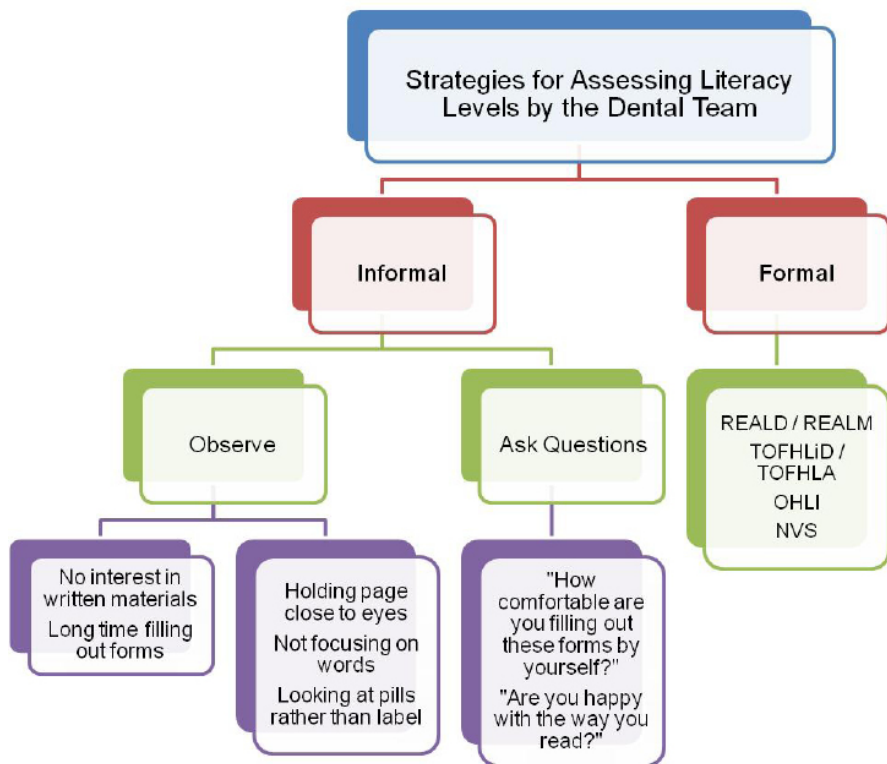 Strategies for Assessing Literacy
Levels by the Dental Team
Informal
Formal
Observe
Ask Questions
REALD / REALM
TOFHLiD /
TOFHLA
OHLI
NVS
No interest in
written materials
Long time filling
out forms
Holding page
close to eyes
Not focusing on
words
Looking at pills
rather than label
"How
comfortable are
you filling out
these forms by
yourself?"
"Are you happy
with the way you
read?"